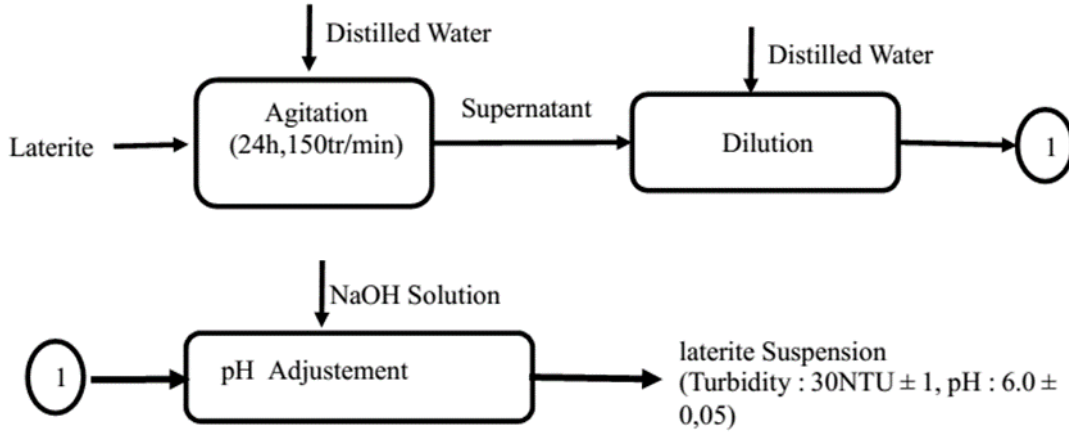 Distilled Water
Distilled Water
Agitation
(24h,150tr/min)
Supernatant
Laterite
Dilution
1
NaOH Solution
1
pH Adjustement
laterite Suspension
(Turbidity : 30NTU ± 1, pH : 6.0 ±
0,05)